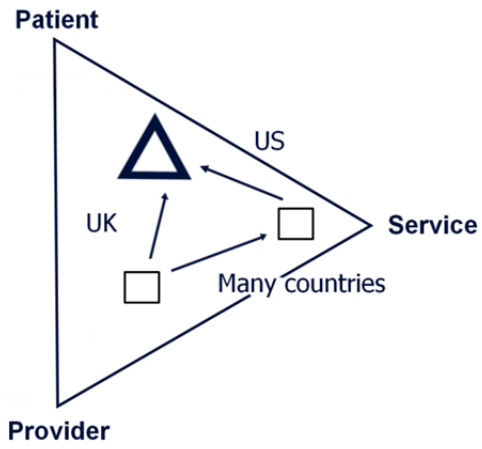 Patient
US
UK
Service
Many countries
Provider